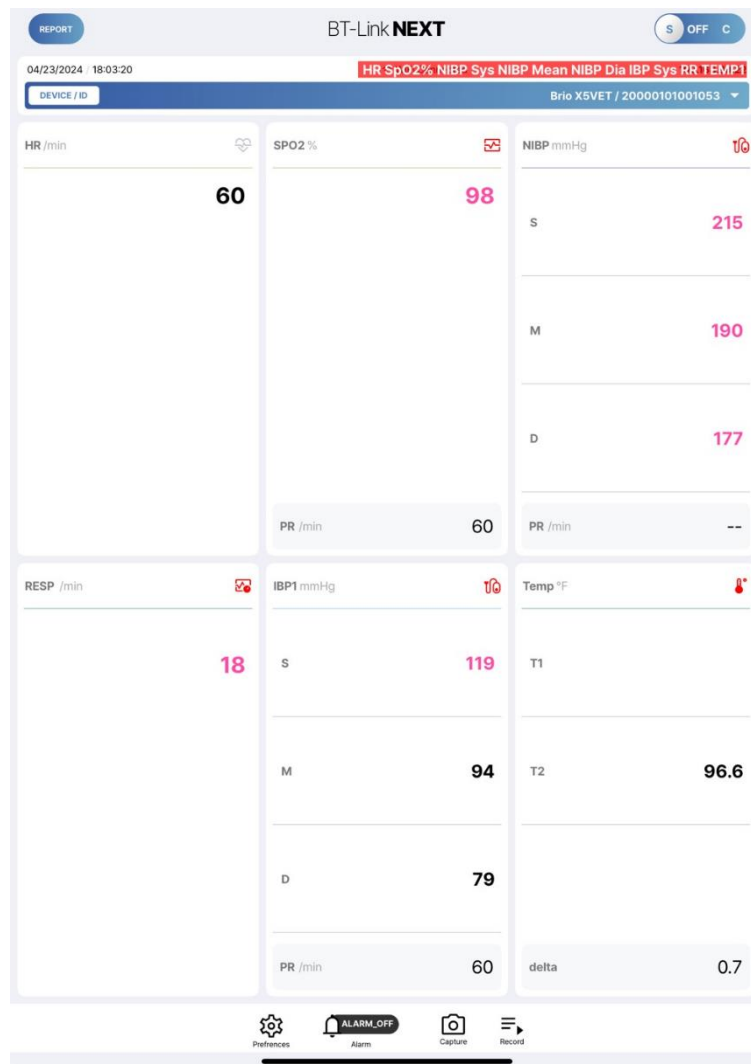 REPORT
BT-Link NEXT
S OFF C
04/23/2024 / 18:03:20
HR SpO2% NIBP Sys NIBP Mean NIBP Dia IBP Sys RR TEMP1
DEVICE / ID
Brio X5VET / 20000101001053
HR /min
60
SPO2 %
98
PR /min 60
NIBP mmHg
S 215
M 190
D 177
PR /min --
RESP /min
18
IBP1 mmHg
S 119
M 94
D 79
PR /min 60
Temp °F
T1
T2 96.6
delta 0.7
Prefrences
ALARM_OFF
Alarm
Capture
Record